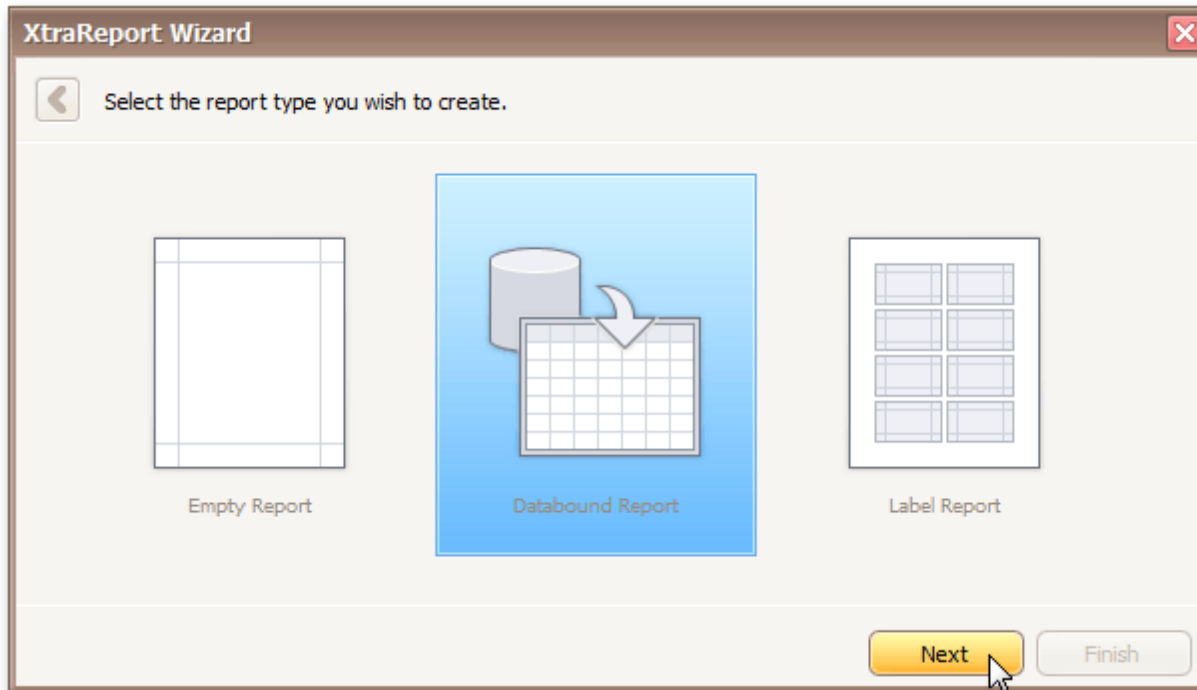 XtraReport Wizard
Select the report type you wish to create.
Empty Report
Databound Report
Label Report
Next
Finish